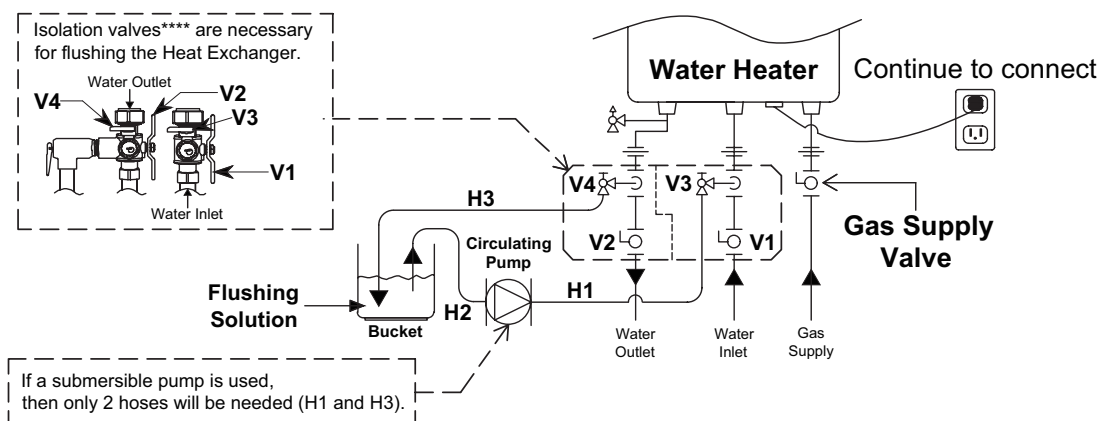 Isolation valves**** are necessary
for flushing the Heat Exchanger.
Water Outlet
V4
V2
V3
V1
Water Inlet
Water Heater
Continue to connect
V4
V3
H3
V2
V1
Gas Supply
Valve
Circulating
Pump
Flushing
Solution
H2
H1
Bucket
Water
Outlet
Water
Inlet
Gas
Supply
If a submersible pump is used,
then only 2 hoses will be needed (H1 and H3).